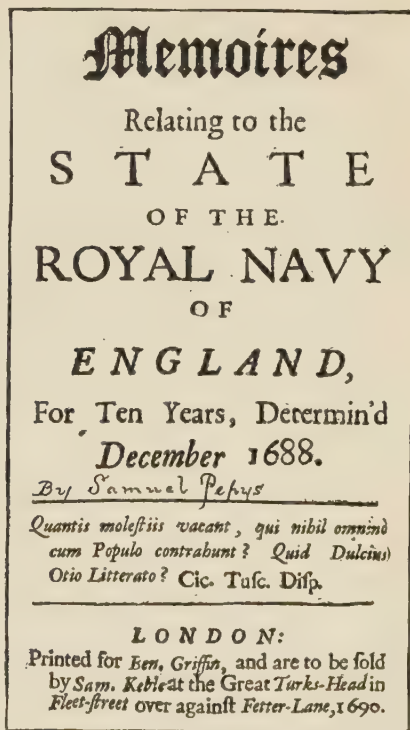 Memoires
Relating to the
STATE
OF THE
ROYAL NAVY
OF
ENGLAND,
For Ten Years, Determin'd
December 1688.
By Samuel Pepys
Quantis moleſtiis vacant, qui nihil omninò
cum Populo contrahunt? Quid Dulcius
Otio Litterato? Cic. Tuſc. Diſp.
LONDON:
Printed for Ben. Griffin, and are to be ſold
by Sam. Keble at the Great Turks-Head in
Fleet-ſtreet over againſt Fetter-Lane, 1690.